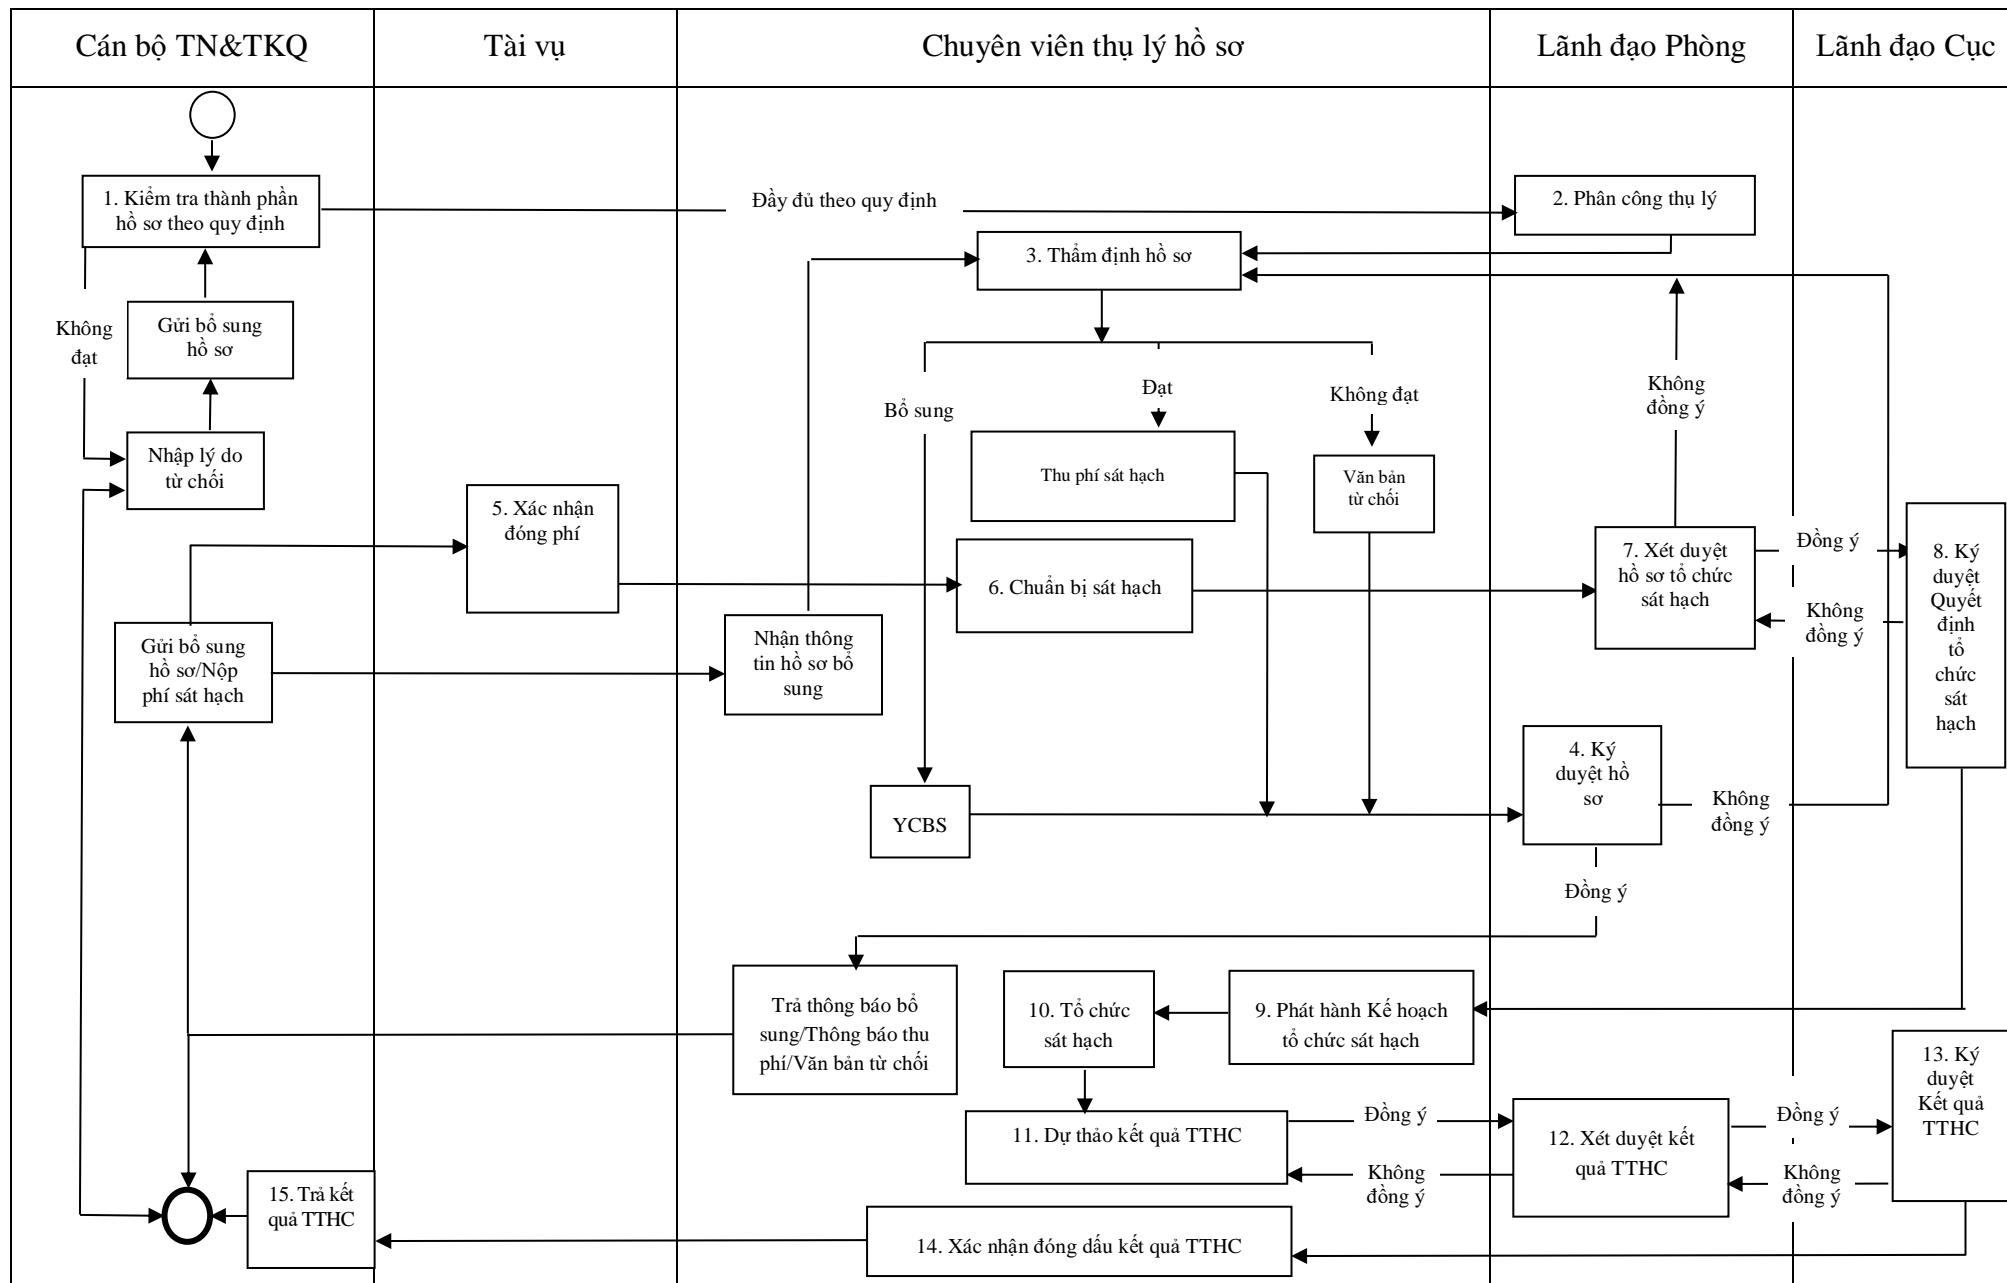 Cán bộ TN&TKQ
Tài vụ
Chuyên viên thụ lý hồ sơ
Lãnh đạo Phòng
Lãnh đạo Cục
1. Kiểm tra thành phần
hồ sơ theo quy định
Đầy đủ theo quy định
2. Phân công thụ lý
3. Thẩm định hồ sơ
Không
đạt
Gửi bổ sung
hồ sơ
Nhập lý do
từ chối
Bổ sung
Đạt
Không đạt
Không
đồng ý
Thu phí sát hạch
Văn bản
từ chối
5. Xác nhận
đóng phí
6. Chuẩn bị sát hạch
7. Xét duyệt
hồ sơ tổ chức
sát hạch
Đồng ý
Không
đồng ý
8. Ký
duyệt
Quyết
định
tổ
chức
sát
hạch
Gửi bổ sung
hồ sơ/Nộp
phí sát hạch
Nhận thông
tin hồ sơ bổ
sung
YCBS
4. Ký
duyệt hồ
sơ
Không
đồng ý
Đồng ý
Trả thông báo bổ
sung/Thông báo thu
phí/Văn bản từ chối
10. Tổ chức
sát hạch
9. Phát hành Kế hoạch
tổ chức sát hạch
11. Dự thảo kết quả TTHC
Đồng ý
Không
đồng ý
12. Xét duyệt kết
quả TTHC
Đồng ý
Không
đồng ý
13. Ký
duyệt
Kết quả
TTHC
15. Trả kết
quả TTHC
14. Xác nhận đóng dấu kết quả TTHC